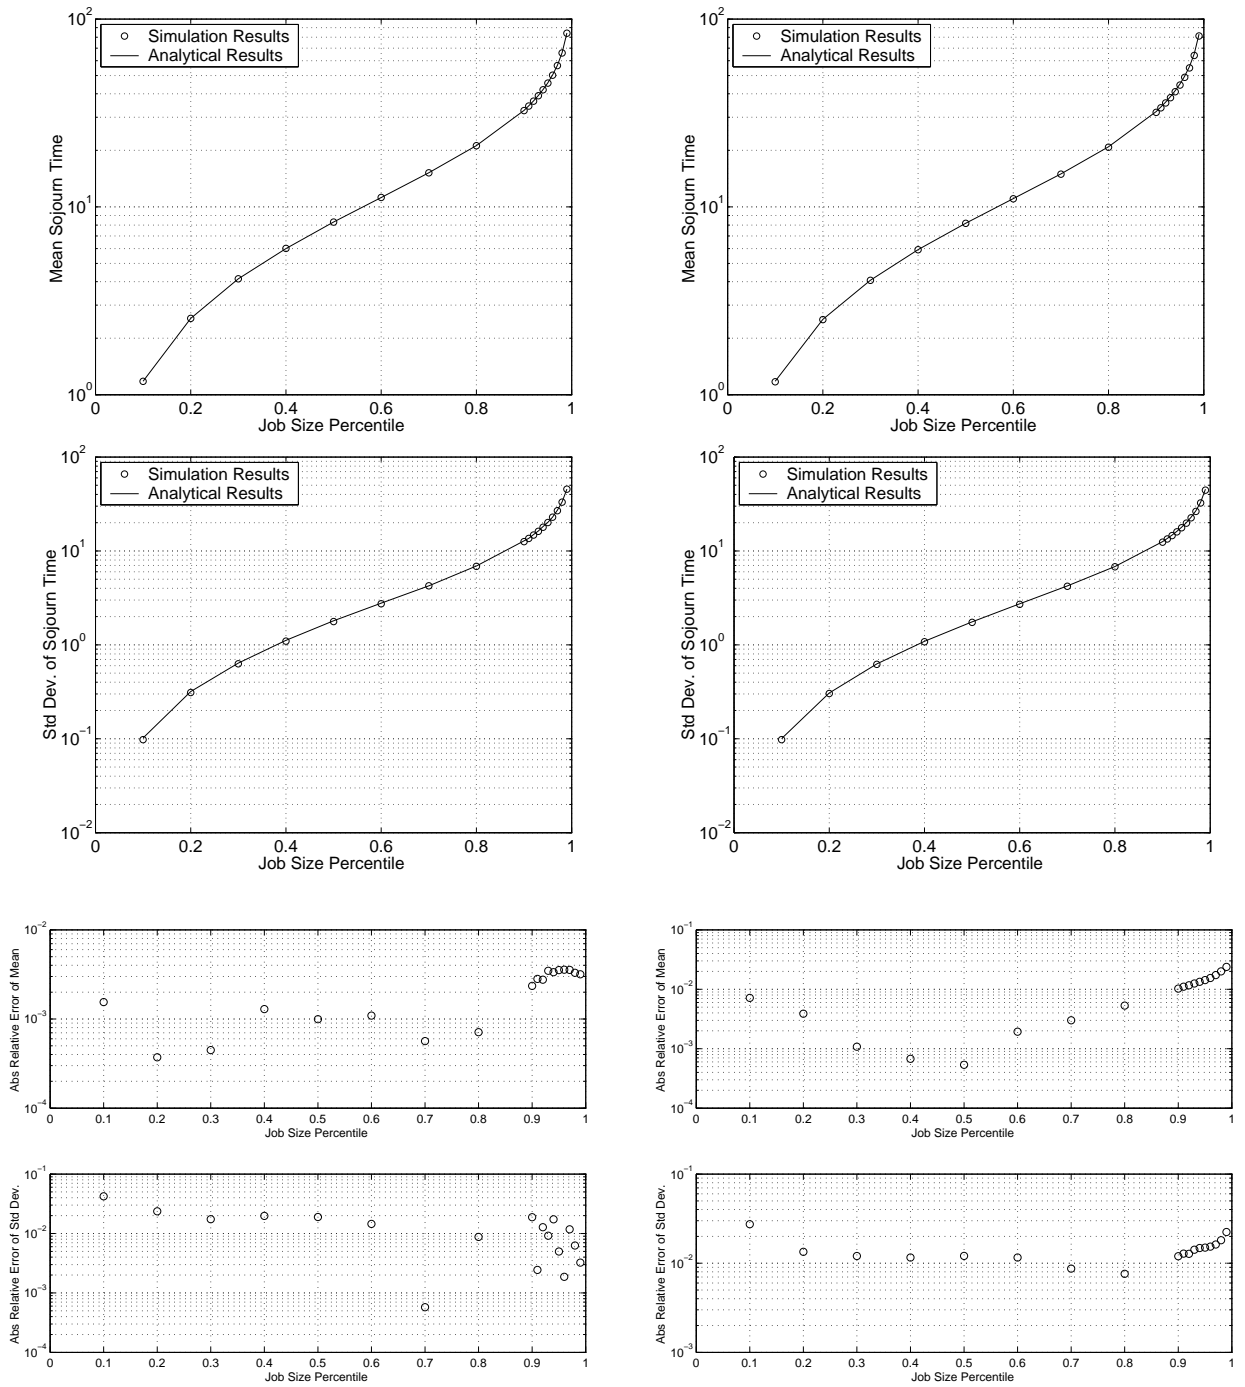 10^2
Simulation Results
Analytical Results
Mean Sojourn Time
10^1
10^0
0 0.2 0.4 0.6 0.8 1
Job Size Percentile
10^2
Simulation Results
Analytical Results
Mean Sojourn Time
10^1
10^0
0 0.2 0.4 0.6 0.8 1
Job Size Percentile
10^2
Simulation Results
Analytical Results
Std Dev. of Sojourn Time
10^1
10^0
10^-1
10^-2
0 0.2 0.4 0.6 0.8 1
Job Size Percentile
10^2
Simulation Results
Analytical Results
Std Dev. of Sojourn Time
10^1
10^0
10^-1
10^-2
0 0.2 0.4 0.6 0.8 1
Job Size Percentile
10^-2
Abs Relative Error of Mean
10^-3
10^-4
0 0.1 0.2 0.3 0.4 0.5 0.6 0.7 0.8 0.9 1
Job Size Percentile
10^-1
Abs Relative Error of Mean
10^-2
10^-3
10^-4
0 0.1 0.2 0.3 0.4 0.5 0.6 0.7 0.8 0.9 1
Job Size Percentile
10^-1
Abs Relative Error of Std Dev.
10^-2
10^-3
10^-4
0 0.1 0.2 0.3 0.4 0.5 0.6 0.7 0.8 0.9 1
Job Size Percentile
10^-1
Abs Relative Error of Std Dev.
10^-2
10^-3
0 0.1 0.2 0.3 0.4 0.5 0.6 0.7 0.8 0.9 1
Job Size Percentile